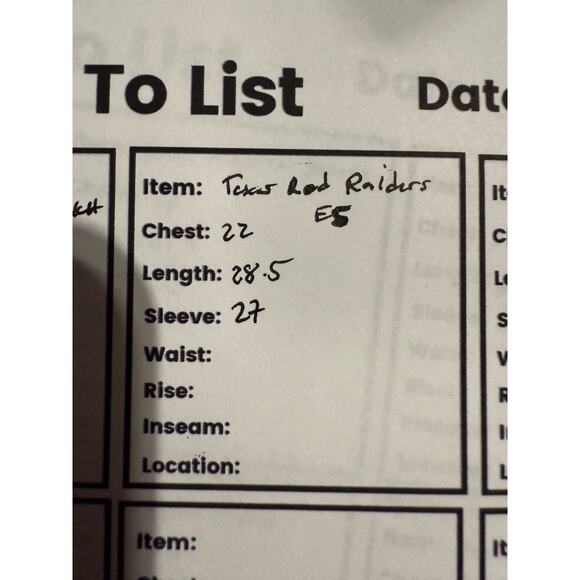 To List
Date
Item: Texas Red Raiders
ES
Chest: 22
Length: 28.5
Sleeve: 27
Waist:
Rise:
Inseam:
Location:
Item: